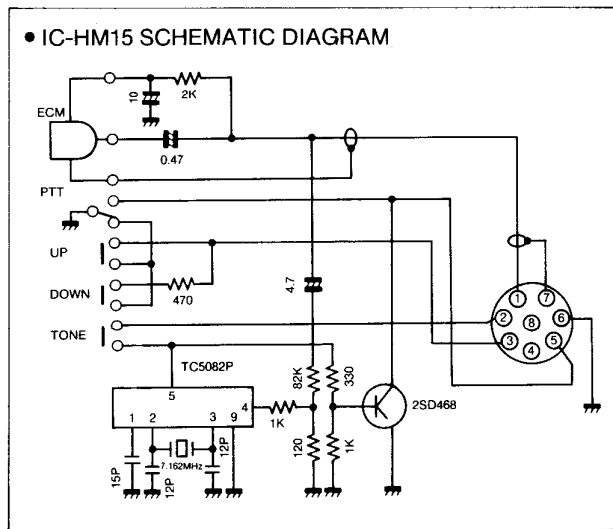 ● IC-HM15 SCHEMATIC DIAGRAM
10
2K
ECM
0.47
PTT
UP
DOWN
470
TONE
4.7
1
7
2
8
6
3
4
5
TC5082P
5
82K
330
2SD468
1
2
3
9
4
1K
120
1K
7.162MHz
15P
12P
12P